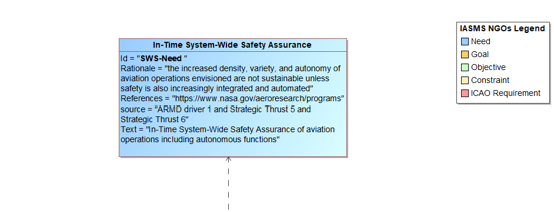 In-Time System-Wide Safety Assurance
Id = "SWS-Need "
Rationale = "the increased density, variety, and autonomy of
aviation operations envisioned are not sustainable unless
safety is also increasingly integrated and automated"
References = "https://www.nasa.gov/aeroresearch/programs"
source = "ARMD driver 1 and Strategic Thrust 5 and
Strategic Thrust 6"
Text = "In-Time System-Wide Safety Assurance of aviation
operations including autonomous functions"
IASMS NGOs Legend
Need
Goal
Objective
Constraint
ICAO Requirement